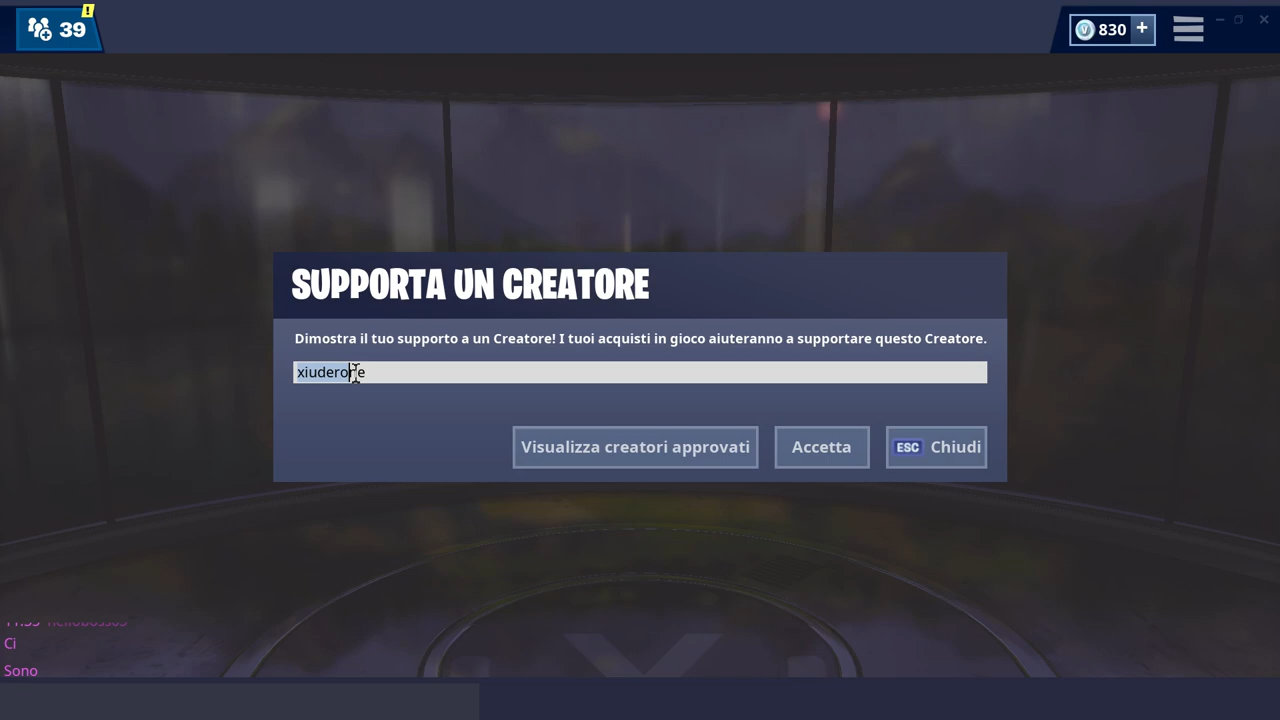 39
!
830 +
SUPPORTA UN CREATORE
Dimostra il tuo supporto a un Creatore! I tuoi acquisti in gioco aiuteranno a supportare questo Creatore.
xiuderone
Visualizza creatori approvati
Accetta
ESC Chiudi
Ci
Sono